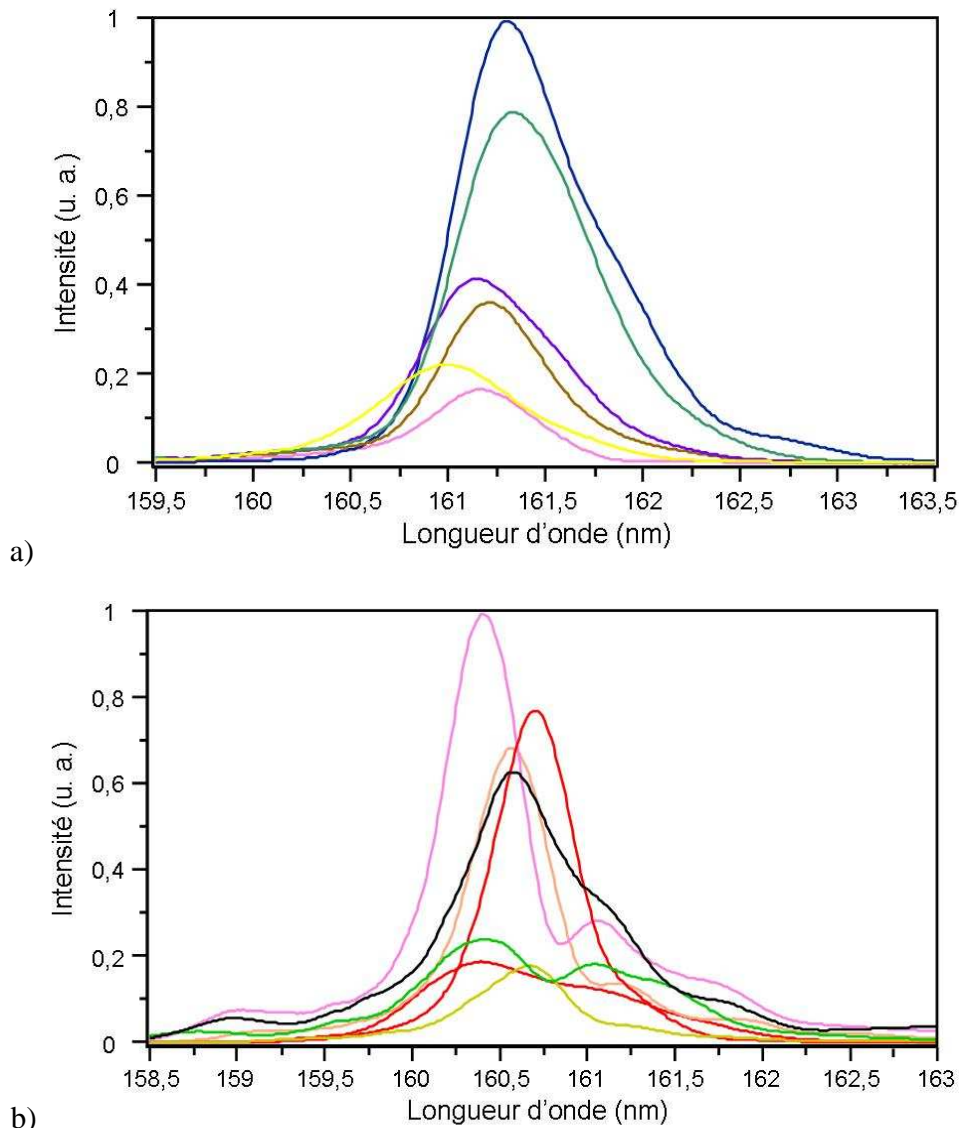 1
0,8
0,6
0,4
0,2
0
Intensité (u. a.)
159,5 160 160,5 161 161,5 162 162,5 163 163,5
Longueur d'onde (nm)
a)
1
0,8
0,6
0,4
0,2
0
Intensité (u. a.)
158,5 159 159,5 160 160,5 161 161,5 162 162,5 163
Longueur d'onde (nm)
b)